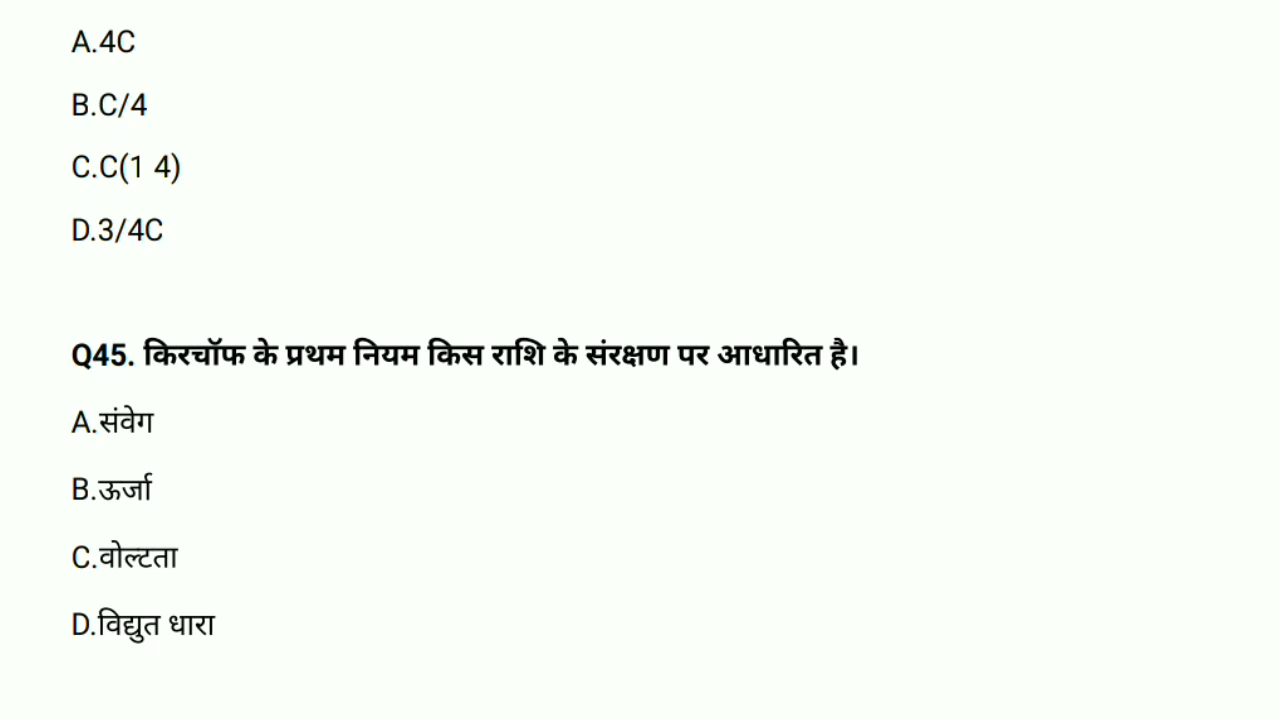 A.4C
B.C/4
C.C(1 4)
D.3/4C
Q45. किरचॉफ के प्रथम नियम किस राशि के संरक्षण पर आधारित है।
A.संवेग
B.ऊर्जा
C.वोल्टता
D.विद्युत धारा